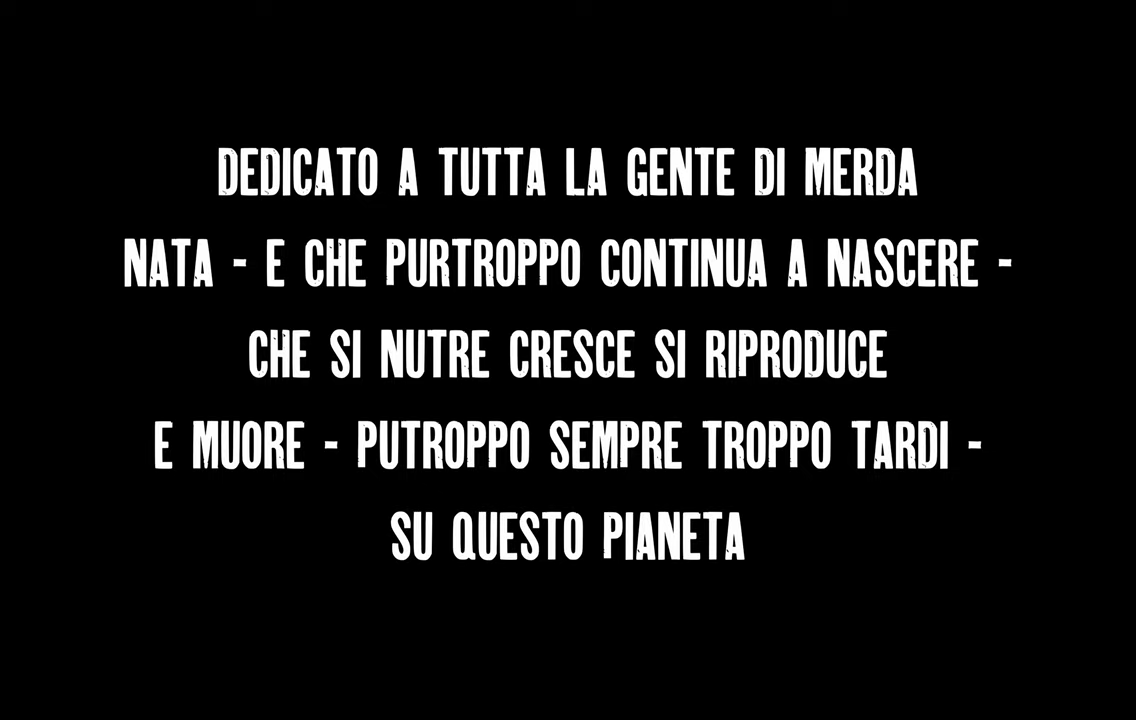 DEDICATO A TUTTA LA GENTE DI MERDA
NATA - E CHE PURTROPPO CONTINUA A NASCERE -
CHE SI NUTRE CRESCE SI RIPRODUCE
E MUORE - PUTROPPO SEMPRE TROPPO TARDI -
SU QUESTO PIANETA